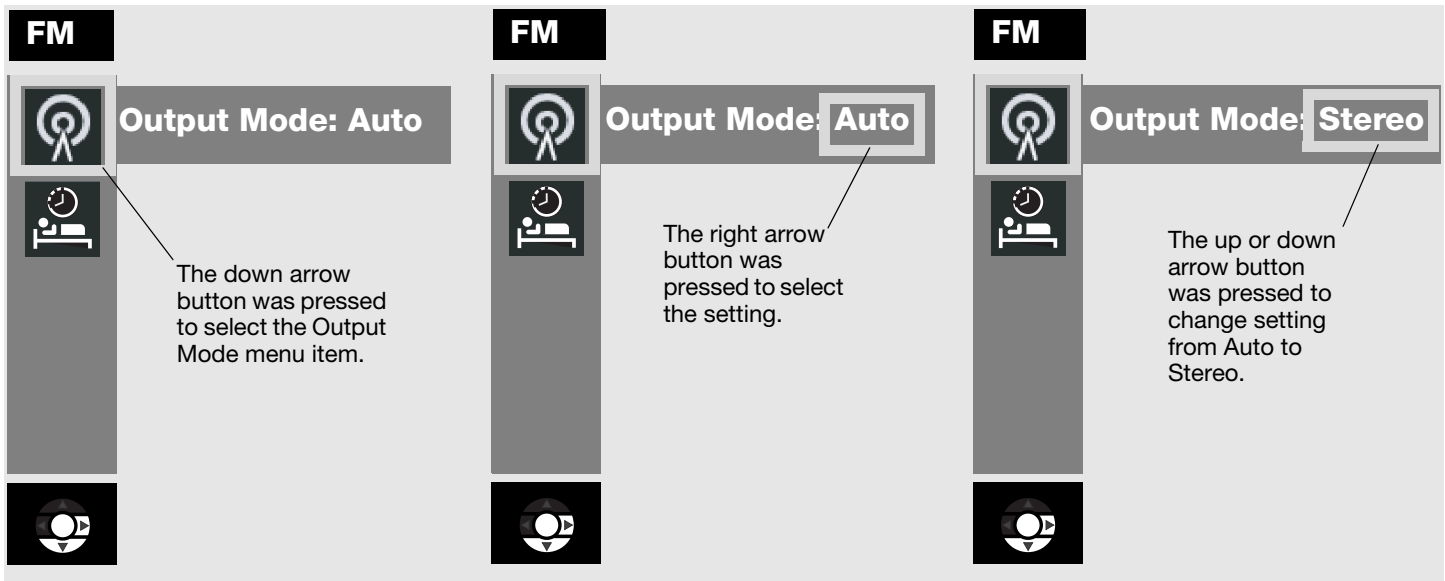 FM
Output Mode: Auto
The down arrow
button was pressed
to select the Output
Mode menu item.
FM
Output Mode: Auto
The right arrow
button was
pressed to select
the setting.
FM
Output Mode: Stereo
The up or down
arrow button
was pressed to
change setting
from Auto to
Stereo.